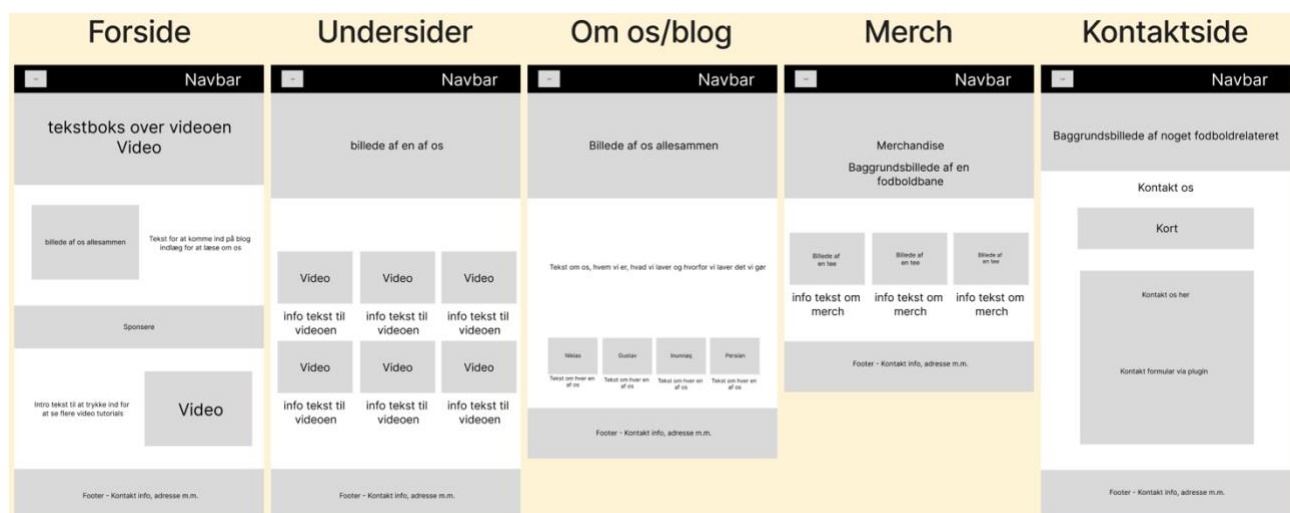 Forside
Navbar
tekstboks over videoen
Video
billede af os allesammen
Tekst for at komme ind på blog
indlæg for at læse om os
Sponsere
Intro tekst til at trykke ind for
at se flere video tutorials
Video
Footer - Kontakt info, adresse m.m.
Undersider
Navbar
billede af en af os
Video
Video
Video
info tekst til
videoen
info tekst til
videoen
info tekst til
videoen
Video
Video
Video
info tekst til
videoen
info tekst til
videoen
info tekst til
videoen
Footer - Kontakt info, adresse m.m.
Om os/blog
Navbar
Billede af os allesammen
Tekst om os, hvem vi er, hvad vi laver og hvorfor vi laver det vi gør
Niklas
Gustav
Inunnaq
Persian
Tekst om hver en
af os
Tekst om hver en
af os
Tekst om hver en
af os
Tekst om hver en
af os
Footer - Kontakt info, adresse m.m.
Merch
Navbar
Merchandise
Baggrundsbillede af en
fodboldbane
Billede af
en tee
Billede af
en tee
Billede af
en tee
info tekst om
merch
info tekst om
merch
info tekst om
merch
Footer - Kontakt info, adresse m.m.
Kontaktside
Navbar
Baggrundsbillede af noget fodboldrelateret
Kontakt os
Kort
Kontakt os her
Kontakt formular via plugin
Footer - Kontakt info, adresse m.m.